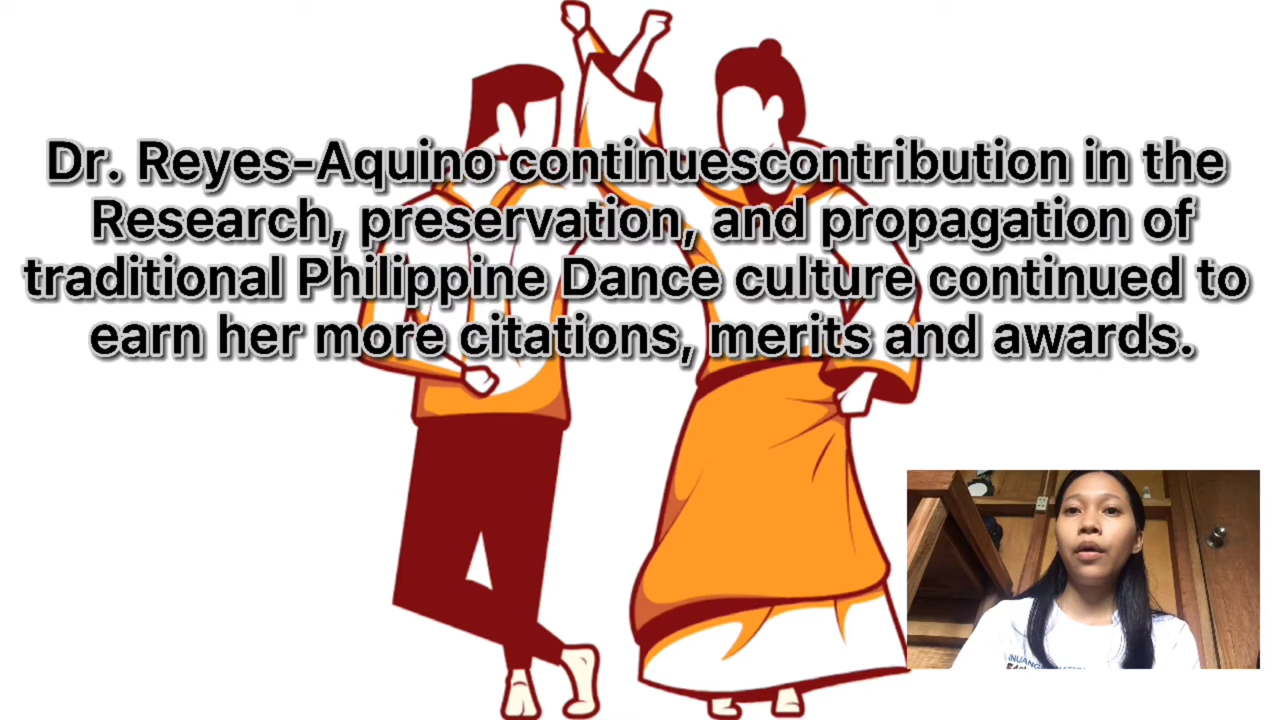 Dr. Reyes-Aquino continuescontribution in the
Research, preservation, and propagation of
traditional Philippine Dance culture continued to
earn her more citations, merits and awards.